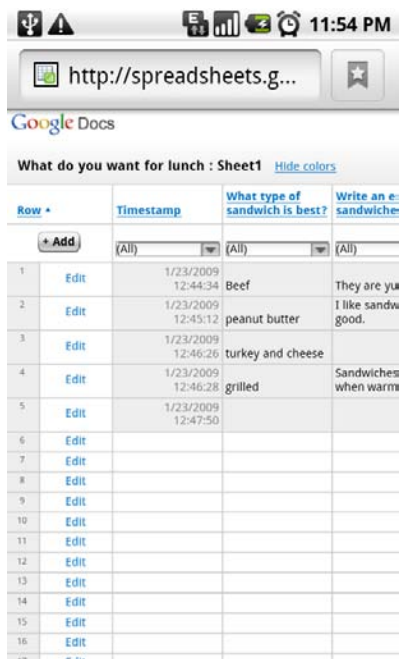 11:54 PM
http://spreadsheets.g...
Google Docs
What do you want for lunch : Sheet1 Hide colors
Row Timestamp What type of sandwich is best? Write an
sandwiche
+ Add (All) (All) (All)
1 Edit 1/23/2009 12:44:34 Beef They are
2 Edit 1/23/2009 12:45:12 peanut butter I like sandw
good.
3 Edit 1/23/2009 12:46:26 turkey and cheese
4 Edit 1/23/2009 12:46:28 grilled Sandwiches
when warm
5 Edit 1/23/2009 12:47:50
6 Edit
7 Edit
8 Edit
9 Edit
10 Edit
11 Edit
12 Edit
13 Edit
14 Edit
15 Edit
16 Edit